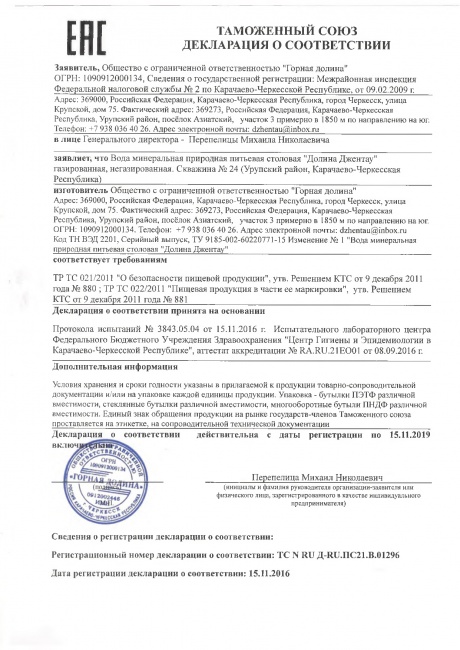 ЕАС
ТАМОЖЕННЫЙ СОЮЗ
ДЕКЛАРАЦИЯ О СООТВЕТСТВИИ
Заявитель, Общество с ограниченной ответственностью "Горная долина"
ОГРН: 1090912000134, Сведения о государственной регистрации: Межрайонная инспекция
Федеральной налоговой службы № 2 по Карачаево-Черкесской Республике, от 09.02.2009 г.
Адрес: 369000, Российская Федерация, Карачаево-Черкесская Республика, город Черкесск, улица
Крупской, дом 75. Фактический адрес: 369273, Российская Федерация, Карачаево-Черкесская
Республика, Урупский район, посёлок Азиатский, участок 3 примерно в 1850 м по направлению на юг.
Телефон: +7 938 036 40 26. Адрес электронной почты: dzhentau@inbox.ru
в лице Генерального директора - Перепелицы Михаила Николаевича
заявляет, что Вода минеральная природная питьевая столовая "Долина Джентау"
газированная, негазированная. Скважина № 24 (Урупский район, Карачаево-Черкесская
Республика)
изготовитель Общество с ограниченной ответственностью "Горная долина"
Адрес: 369000, Российская Федерация, Карачаево-Черкесская Республика, город Черкесск, улица
Крупской, дом 75. Фактический адрес: 369273, Российская Федерация, Карачаево-Черкесская
Республика, Урупский район, посёлок Азиатский, участок 3 примерно в 1850 м по направлению на юг.
Телефон: +7 938 036 40 26. Адрес электронной почты: dzhentau@inbox.ru
Код ТН ВЭД 2201, Серийный выпуск, ТУ 9185-002-60220771-15 Изменение № 1 "Вода минеральная
природная питьевая столовая "Долина Джентау"
соответствует требованиям
ТР ТС 021/2011 "О безопасности пищевой продукции", утв. Решением КТС от 9 декабря 2011
года № 880 ; ТР ТС 022/2011 "Пищевая продукция в части ее маркировки", утв. Решением
КТС от 9 декабря 2011 года № 881
Декларация о соответствии принята на основании
Протокола испытаний № 3843.05.04 от 15.11.2016 г. Испытательного лабораторного центра
Федерального Бюджетного Учреждения Здравоохранения "Центр Гигиены и Эпидемиологии в
Карачаево-Черкесской Республике", аттестат аккредитации № RA.RU.21EO01 от 08.09.2016 г.
Дополнительная информация
Условия хранения и сроки годности указаны в прилагаемой к продукции товарно-сопроводительной
документации и/или на упаковке каждой единицы продукции. Упаковка - бутылки ПЭТФ различной
вместимости, стеклянные бутылки различной вместимости, многооборотные бутыли ПНДФ различной
вместимости. Единый знак обращения продукции на рынке государств-членов Таможенного союза
проставляется на этикетке, на сопроводительной технической документации
Декларация о соответствии действительна с даты регистрации по 15.11.2019
включительно
ОГРН
1090912000134
"ГОРНАЯ ДОЛИНА"
ЧЕРКЕССК
Перепелица Михаил Николаевич
(инициалы и фамилия руководителя организации-заявителя или
физического лица, зарегистрированного в качестве индивидуального
предпринимателя)
Сведения о регистрации декларации о соответствии:
Регистрационный номер декларации о соответствии: ТС N RU Д-RU.ПС21.В.01296
Дата регистрации декларации о соответствии: 15.11.2016